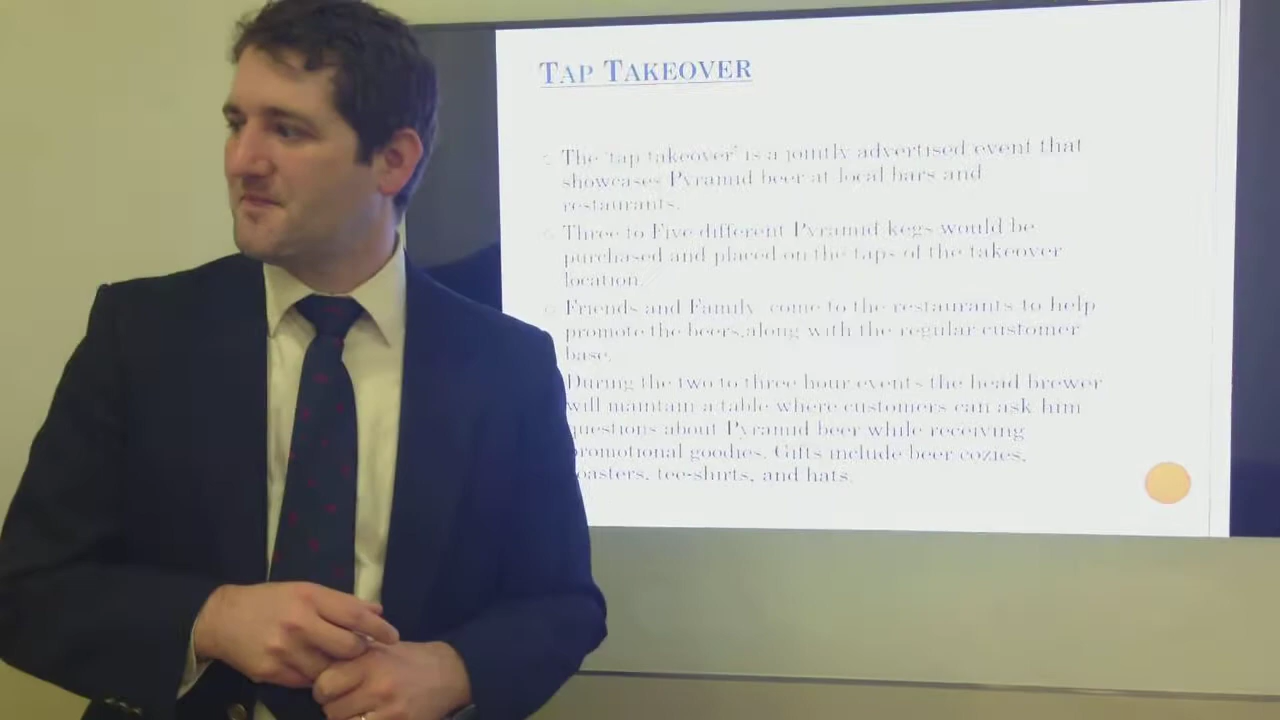 TAP TAKEOVER
The 'tap takeover' is a jointly advertised event that
showcases Pyramid beer at local bars and
restaurants.
Three to Five different Pyramid kegs would be
purchased and placed on the taps of the takeover
location.
Friends and Family come to the restaurants to help
promote the beers,along with the regular customer
base.
During the two to three hour events the head brewer
will maintain a table where customers can ask him
questions about Pyramid beer while receiving
promotional goodies. Gifts include beer cozies,
coasters, tee-shirts, and hats.